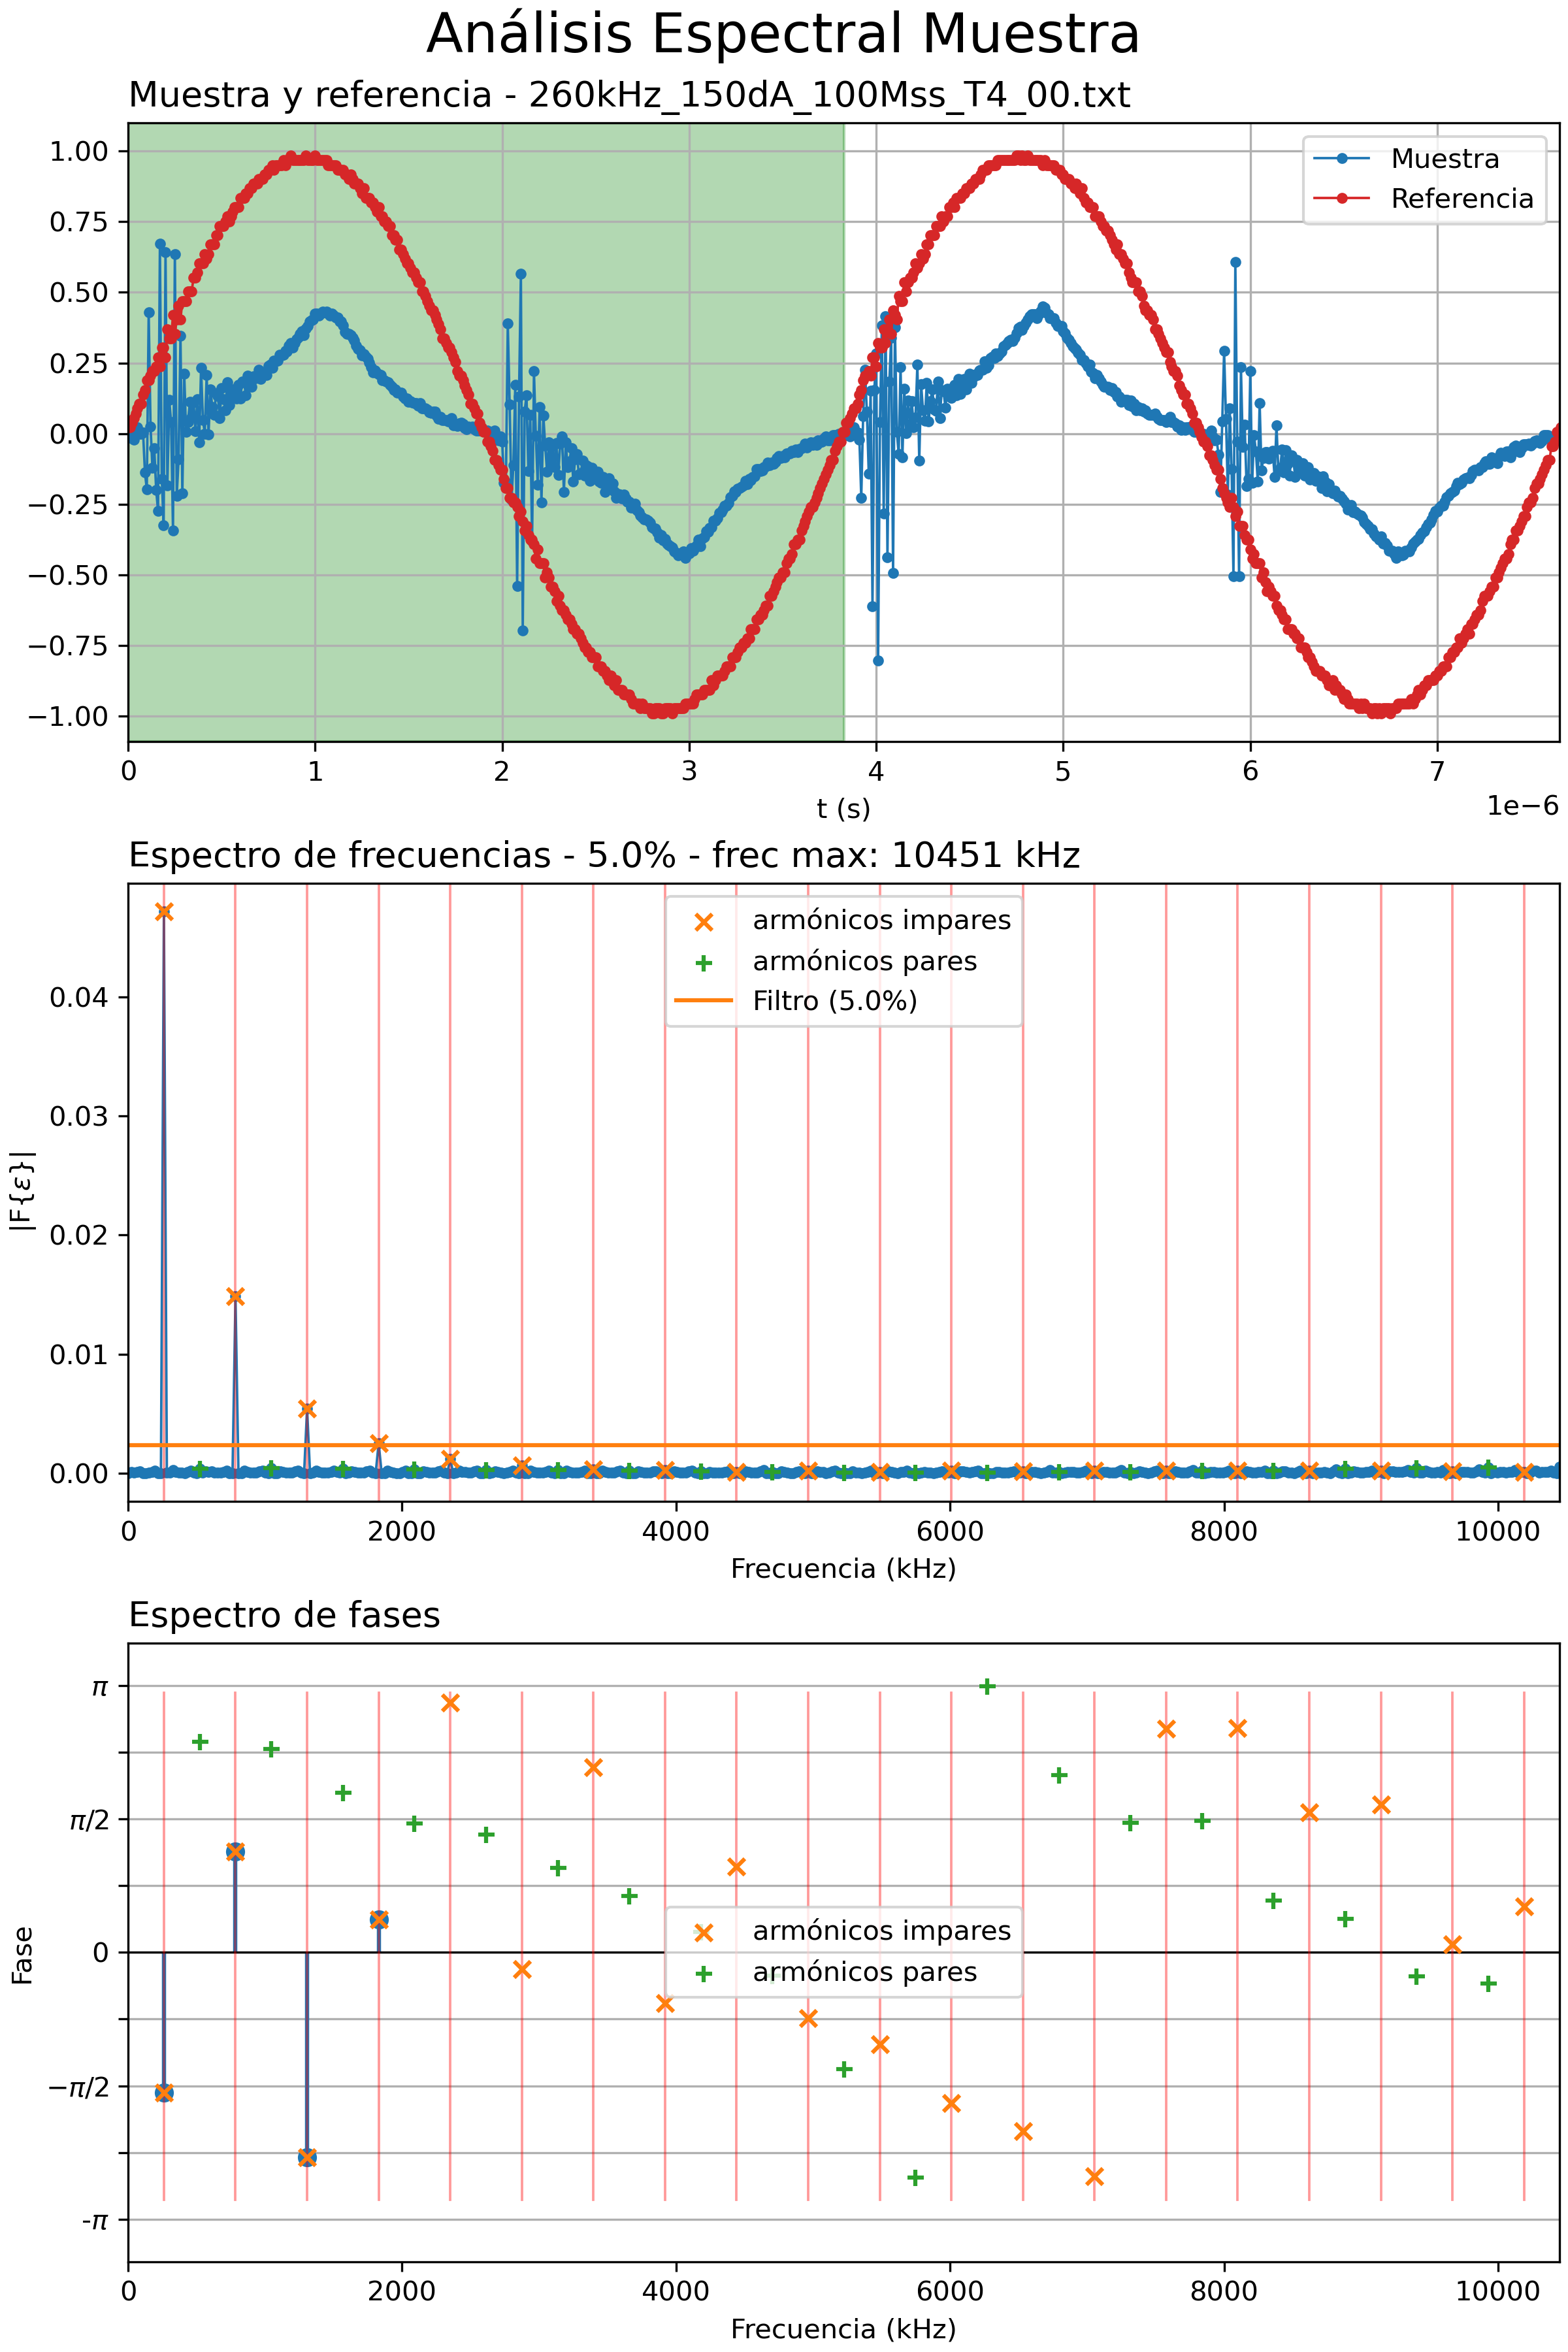 Análisis Espectral Muestra
Muestra y referencia - 260kHz_150dA_100Mss_T4_00.txt
1.00
0.75
0.50
0.25
0.00
−0.25
−0.50
−0.75
−1.00
Muestra
Referencia
0 1 2 3 4 5 6 7
t (s)
1e−6
Espectro de frecuencias - 5.0% - frec max: 10451 kHz
|F{ε}|
0.04
0.03
0.02
0.01
0.00
armónicos impares
armónicos pares
Filtro (5.0%)
0 2000 4000 6000 8000 10000
Frecuencia (kHz)
Espectro de fases
Fase
π
π/2
0
−π/2
-π
armónicos impares
armónicos pares
0 2000 4000 6000 8000 10000
Frecuencia (kHz)